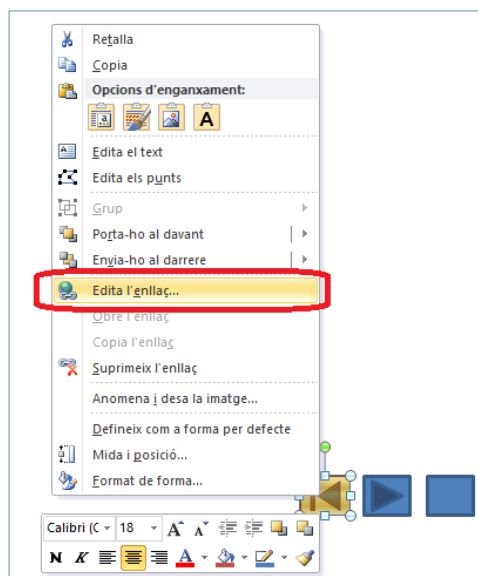 Retalla
Copia
Opcions d'enganxament:
A
Edita el text
Edita els punts
Grup
Porta-ho al davant
Envia-ho al darrere
Edita l'enllaç...
Obre l'enllaç
Copia l'enllaç
Suprimeix l'enllaç
Anomena i desa la imatge...
Defineix com a forma per defecte
Mida i posició...
Format de forma...
Calibri (C 18 A A
N K A